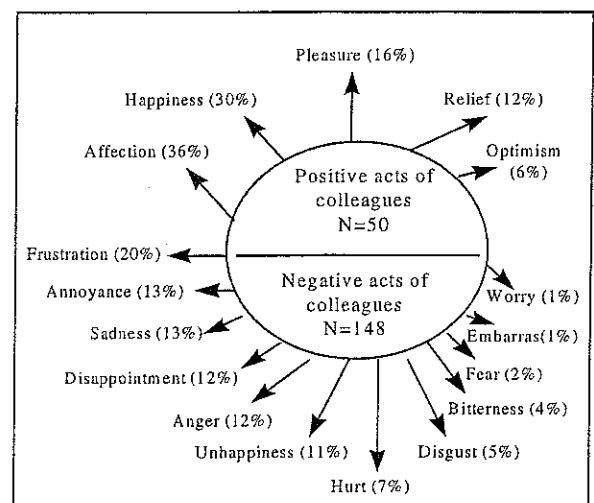 Pleasure (16%)
Happiness (30%)
Relief (12%)
Affection (36%)
Optimism
(6%)
Positive acts of
colleagues
N=50
Frustration (20%)
Negative acts of
colleagues
N=148
Annoyance (13%)
Worry (1%)
Sadness (13%)
Embarras(1%)
Disappointment (12%)
Fear (2%)
Anger (12%)
Bitterness (4%)
Unhappiness (11%)
Disgust (5%)
Hurt (7%)